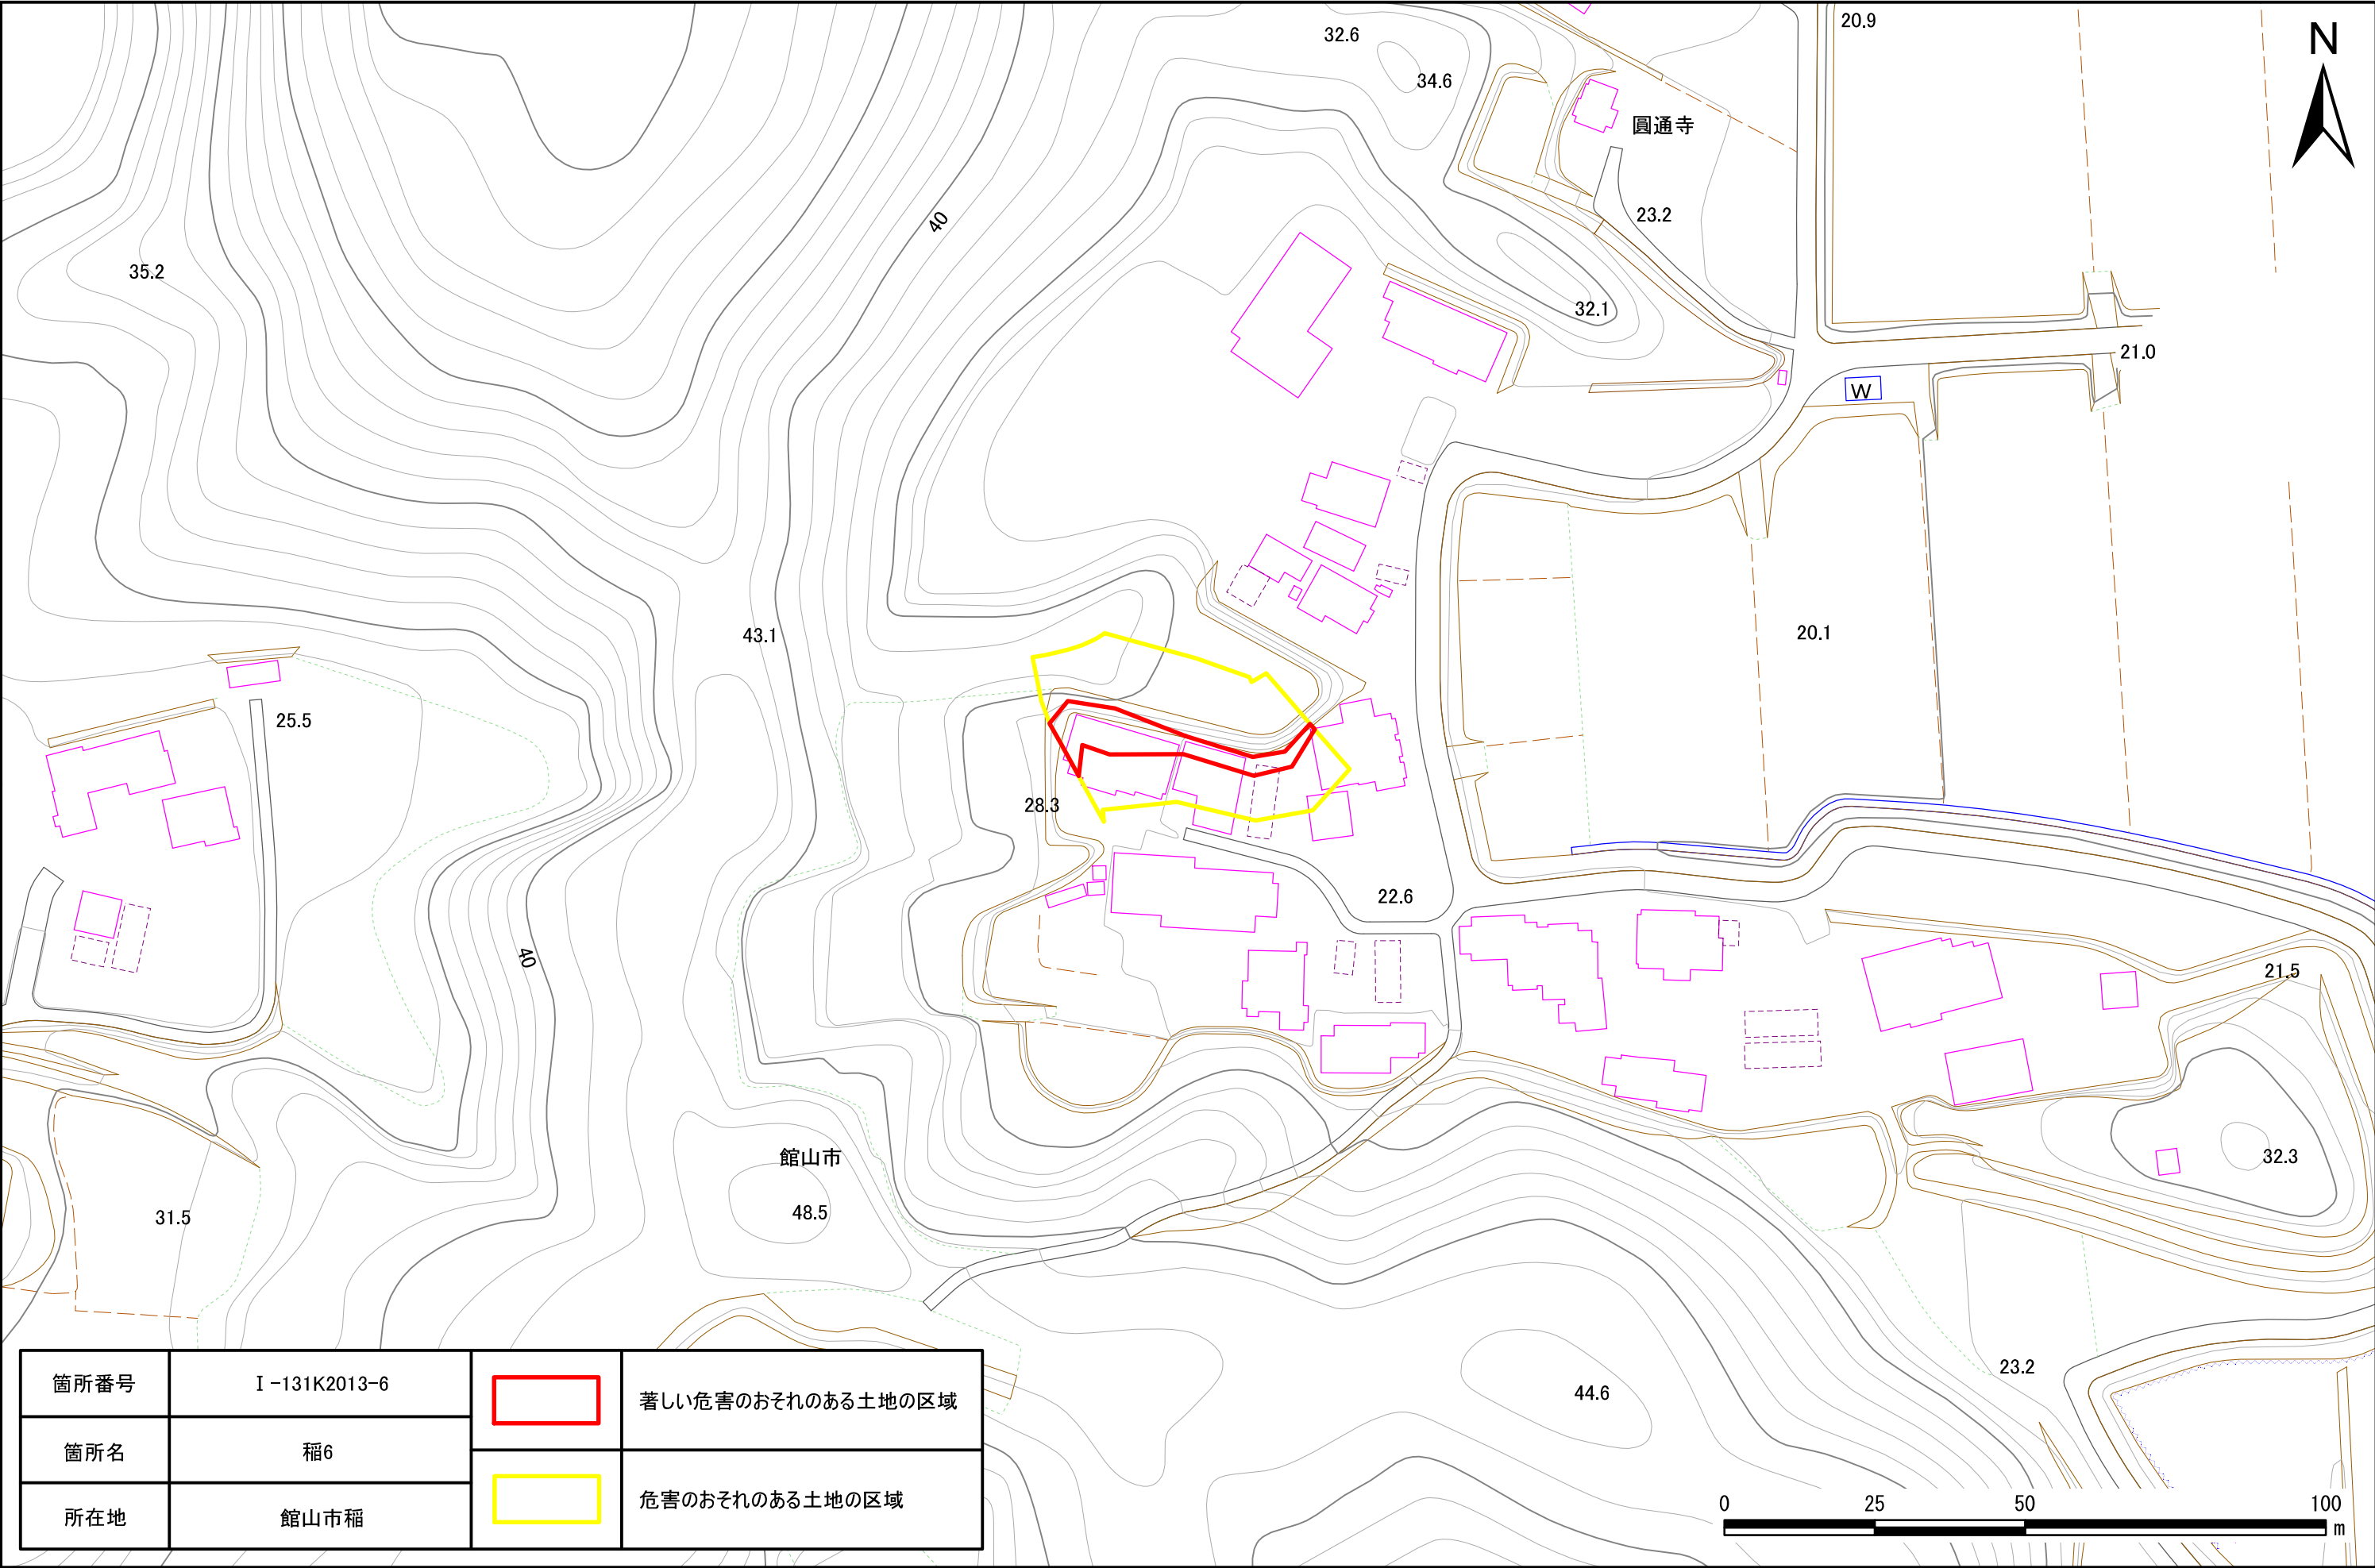 32.6
20.9
N
34.6
圓通寺
23.2
40
35.2
32.1
21.0
W
43.1
20.1
25.5
28.3
22.6
40
21.5
館山市
32.3
48.5
31.5
23.2
44.6
箇所番号 Ⅰ-131K2013-6
著しい危害のおそれのある土地の区域
箇所名 稲6
危害のおそれのある土地の区域
所在地 館山市稲
0 25 50 100
m